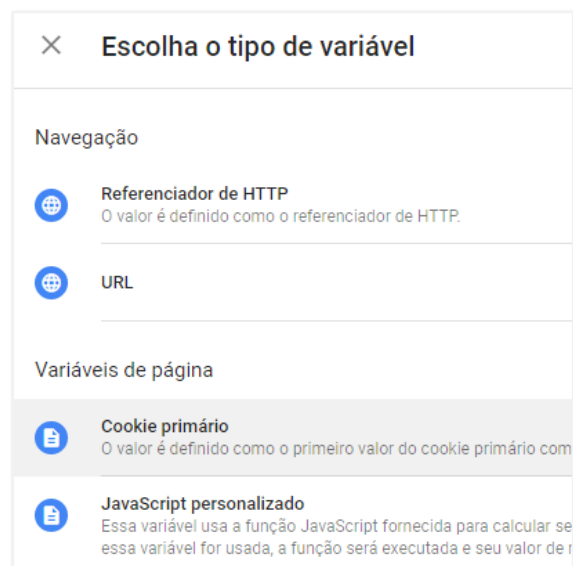 Escolha o tipo de variável
Navegação
Referenciador de HTTP
O valor é definido como o referenciador de HTTP.
URL
Variáveis de página
Cookie primário
O valor é definido como o primeiro valor do cookie primário com
JavaScript personalizado
Essa variável usa a função JavaScript fornecida para calcular se
essa variável for usada, a função será executada e seu valor de